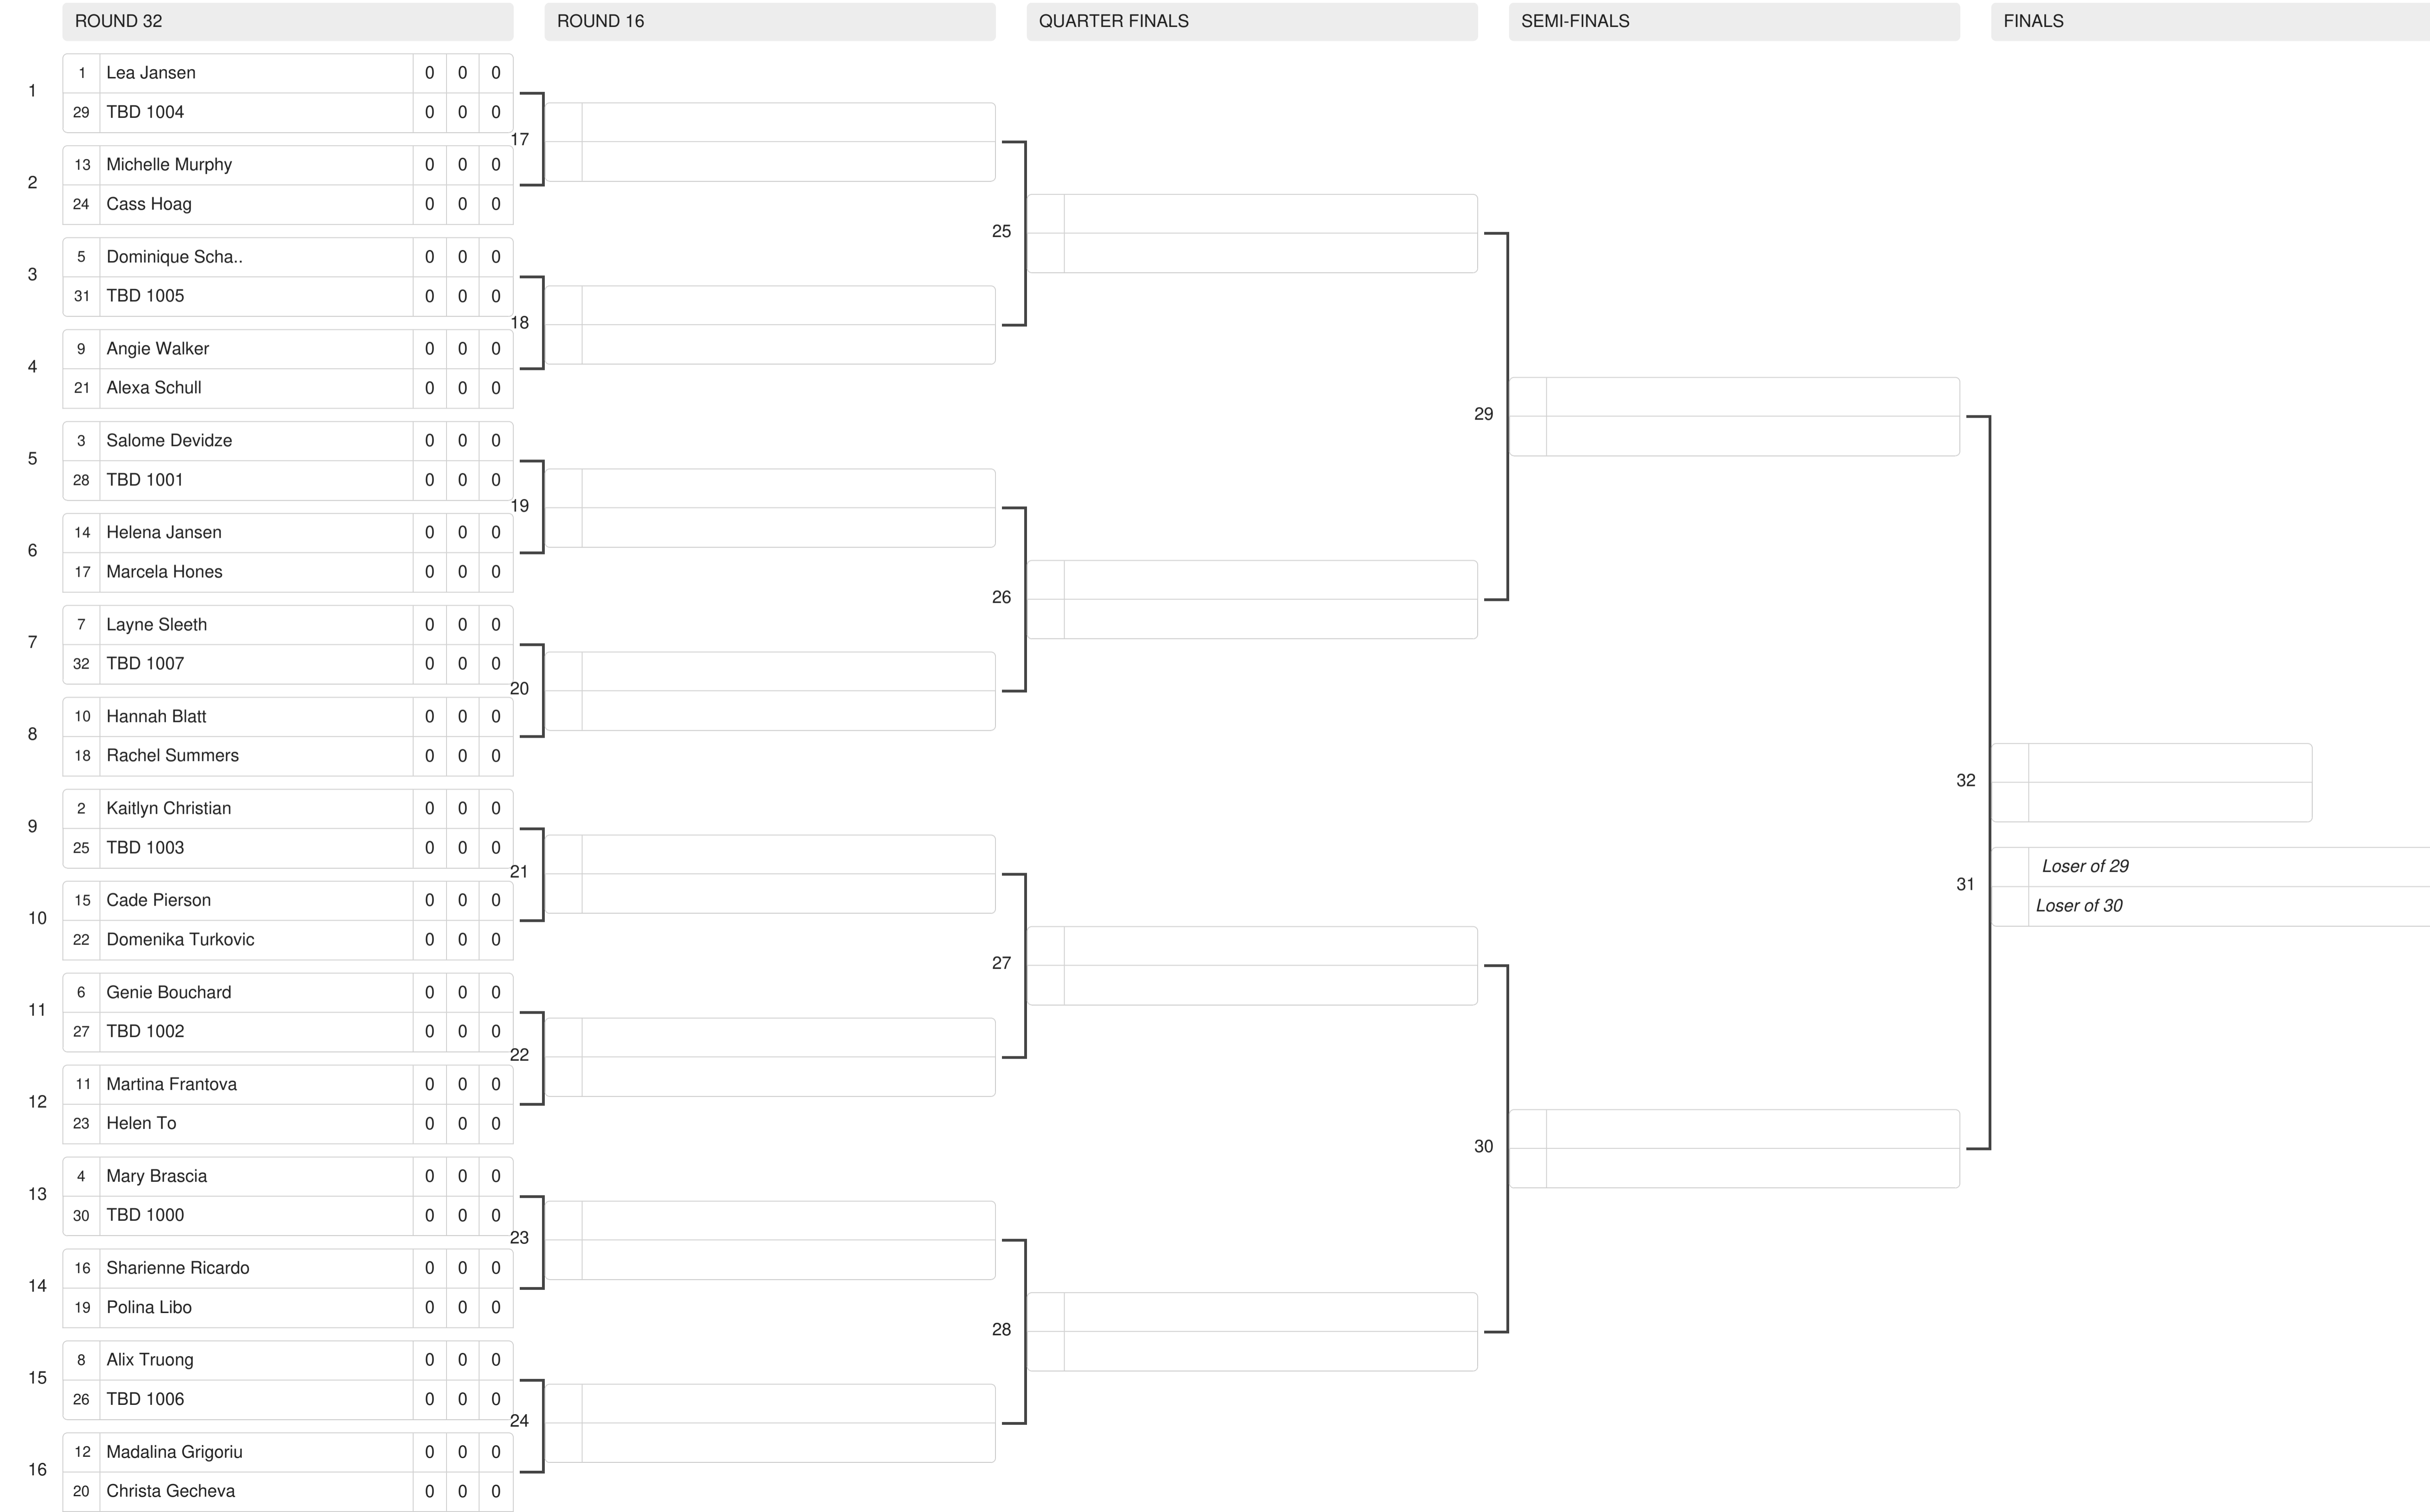 ROUND 32 ROUND 16 QUARTER FINALS SEMI-FINALS FINALS
1 Lea Jansen 0 0 0
1
29 TBD 1004 0 0 0
17
13 Michelle Murphy 0 0 0
2
24 Cass Hoag 0 0 0
25
5 Dominique Scha.. 0 0 0
3
31 TBD 1005 0 0 0
18
9 Angie Walker 0 0 0
4
21 Alexa Schull 0 0 0
29
3 Salome Devidze 0 0 0
5
28 TBD 1001 0 0 0
19
14 Helena Jansen 0 0 0
6
17 Marcela Hones 0 0 0
26
7 Layne Sleeth 0 0 0
7
32 TBD 1007 0 0 0
20
10 Hannah Blatt 0 0 0
8
18 Rachel Summers 0 0 0
32
2 Kaitlyn Christian 0 0 0
9
25 TBD 1003 0 0 0
Loser of 29
21
31
15 Cade Pierson 0 0 0
Loser of 30
10
22 Domenika Turkovic 0 0 0
27
6 Genie Bouchard 0 0 0
11
27 TBD 1002 0 0 0
22
11 Martina Frantova 0 0 0
12
23 Helen To 0 0 0
30
4 Mary Brascia 0 0 0
13
30 TBD 1000 0 0 0
23
16 Sharienne Ricardo 0 0 0
14
19 Polina Libo 0 0 0
28
8 Alix Truong 0 0 0
15
26 TBD 1006 0 0 0
24
12 Madalina Grigoriu 0 0 0
16
20 Christa Gecheva 0 0 0